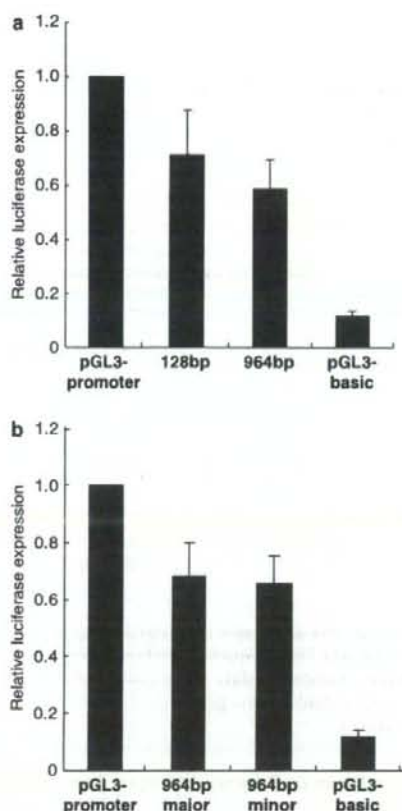 a
Relative luciferase expression
1.2
1.0
0.8
0.6
0.4
0.2
0
pGL3-
promoter
128bp
964bp
pGL3-
basic
b
Relative luciferase expression
1.2
1.0
0.8
0.6
0.4
0.2
0
pGL3-
promoter
964bp
major
964bp
minor
pGL3-
basic